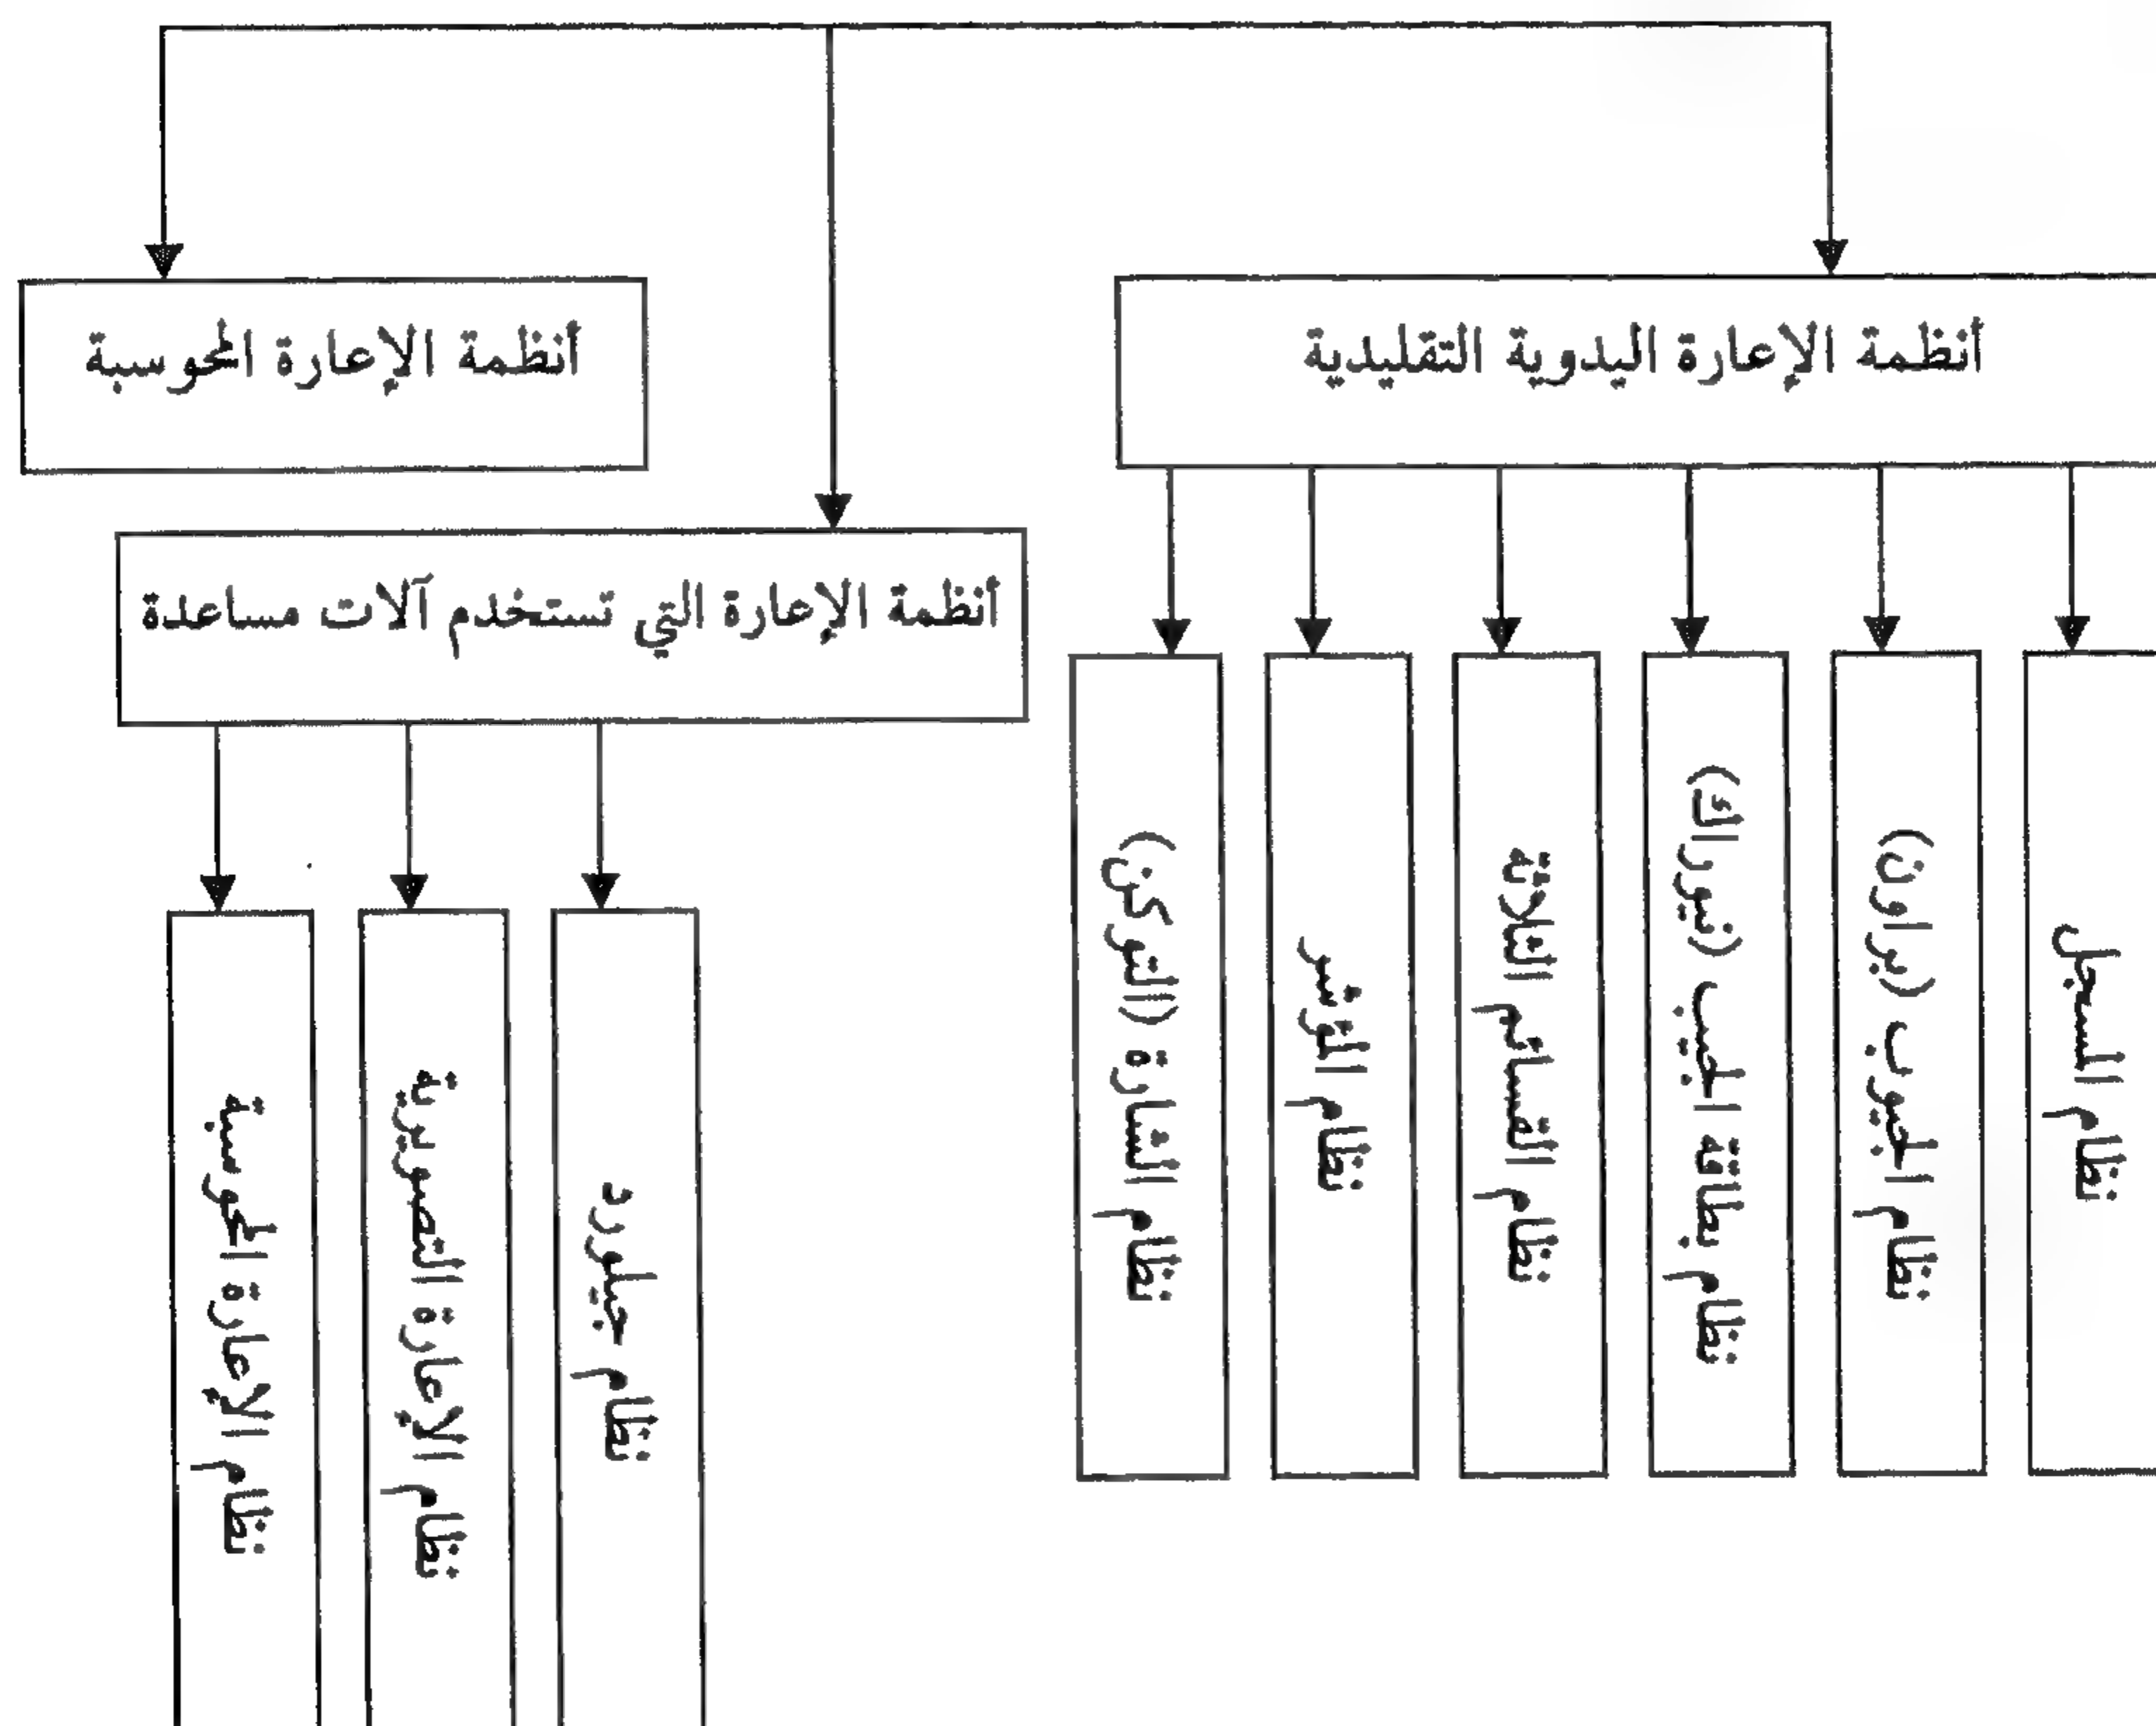 أنظمة الإعارة اليدوية التقليدية
أنظمة الإعارة المحوسبة
أنظمة الإعارة التي تستخدم آلات مساعدة
نظام السجل
نظام الجيوب (براون)
نظام بطاقة الجيب (نيوراك)
نظام القسائم الثلاثة
نظام المؤشر
نظام الشارة (التوكن)
نظام جيلورد
نظام الإعارة التصويرية
نظام الإعارة المحوسبة